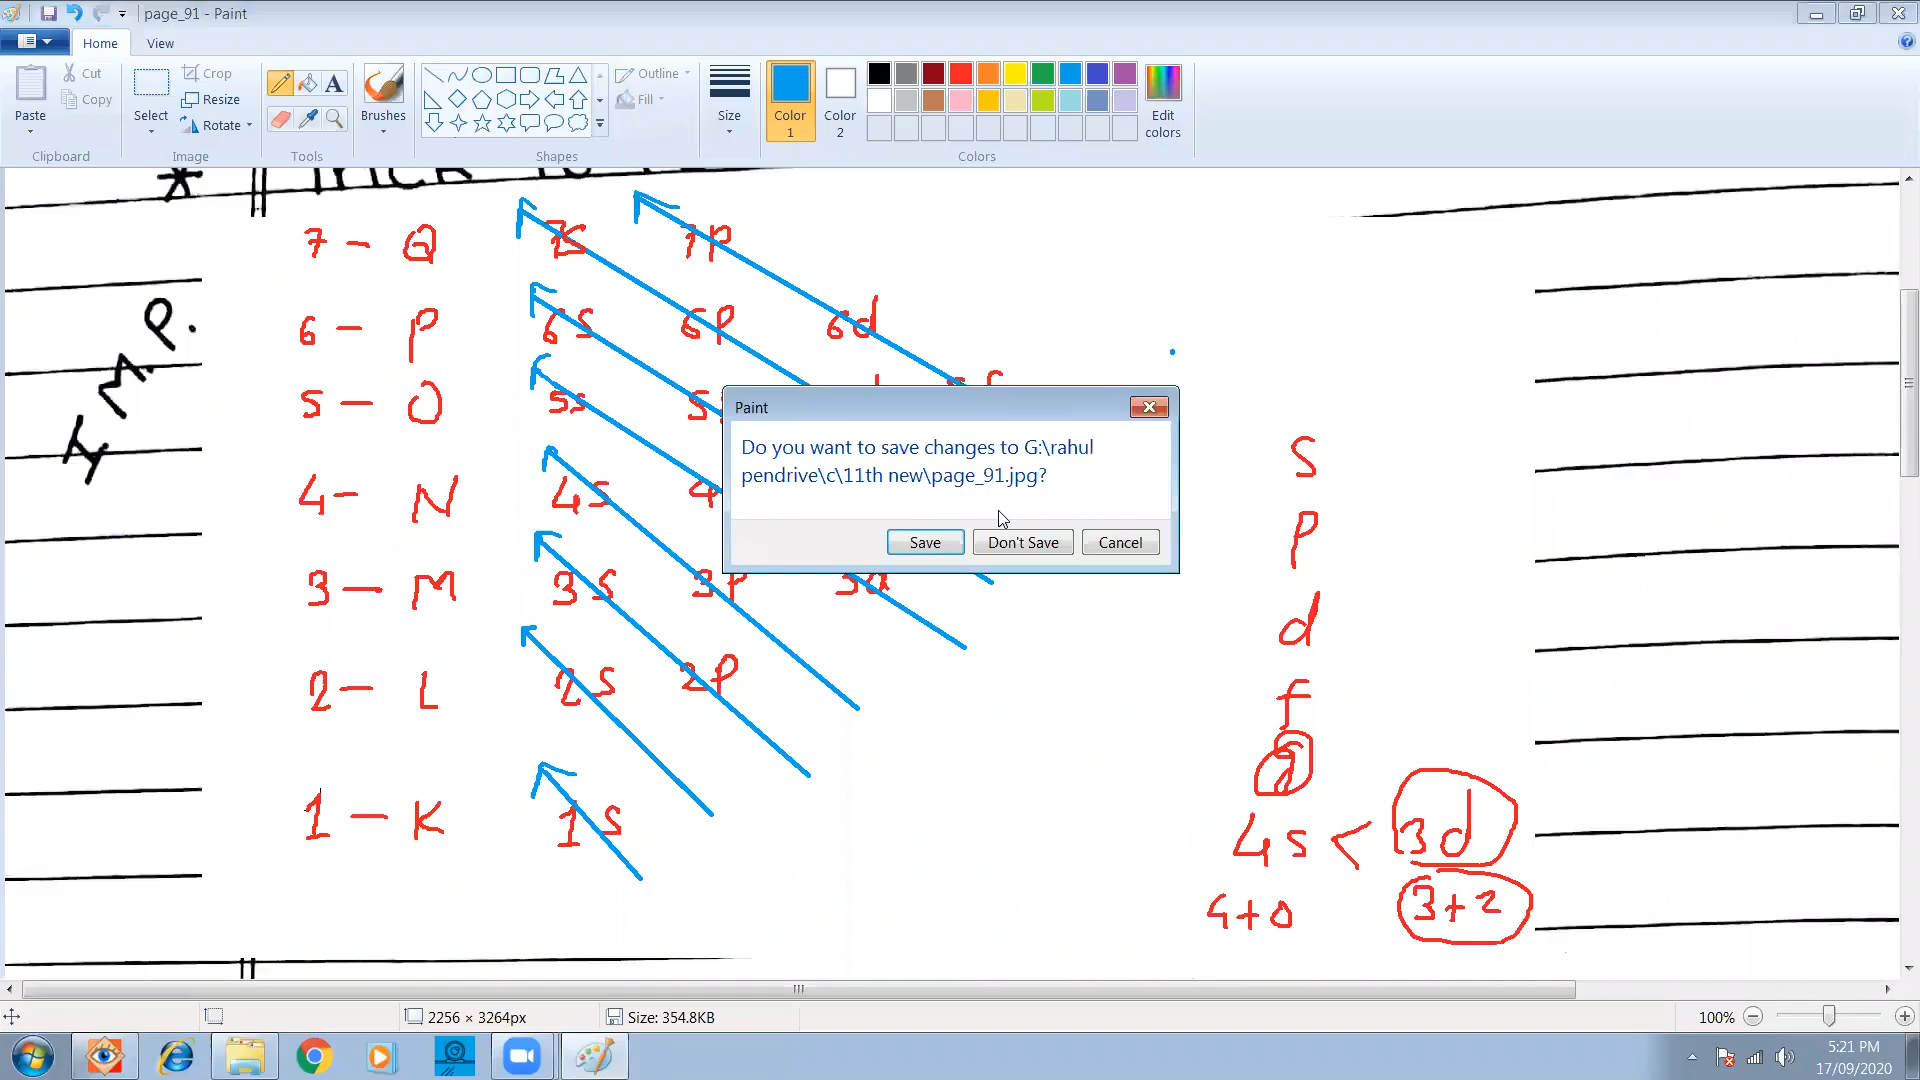 page_91 - Paint
Home View
Paste
Cut
Copy
Clipboard
Select
Crop
Resize
Rotate
Image
Tools
Brushes
Shapes
Outline
Fill
Size
Color 1
Color 2
Edit colors
Colors
I M.P.
7 - Q 7s 7p
6 - P 6s 6p 6d
5 - O 5s
4 - N 4s
3 - M 3s 3p 3d
2 - L 2s 2p
1 - K 1s
s
p
d
f
4s < 3d
4+0 3+2
Paint
Do you want to save changes to G:\rahul
pendrive\c\11th new\page_91.jpg?
Save Don't Save Cancel
2256 × 3264px Size: 354.8KB 100%
5:21 PM
17/09/2020